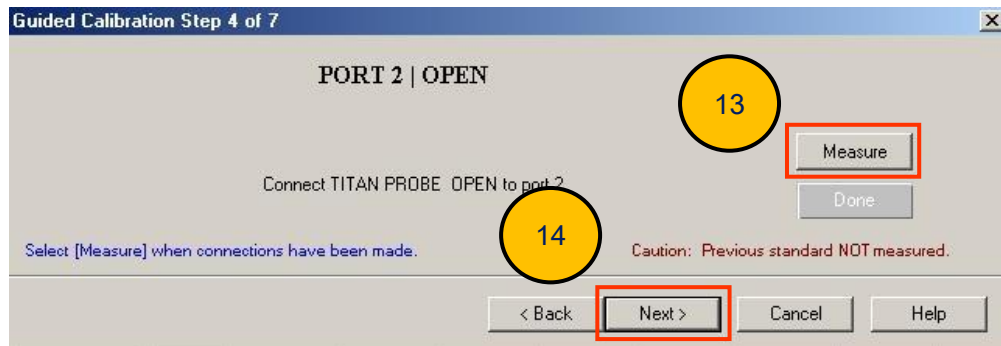 Guided Calibration Step 4 of 7
PORT 2 | OPEN
13
Measure
Connect TITAN PROBE OPEN to port 2
Done
14
Select [Measure] when connections have been made.
Caution: Previous standard NOT measured.
< Back
Next >
Cancel
Help